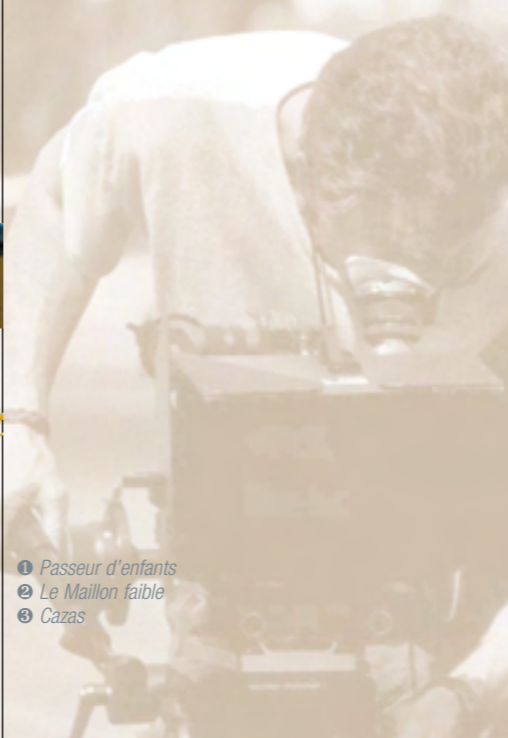 ❶ Passeur d'enfants
❷ Le Maillon faible
❸ Cazas